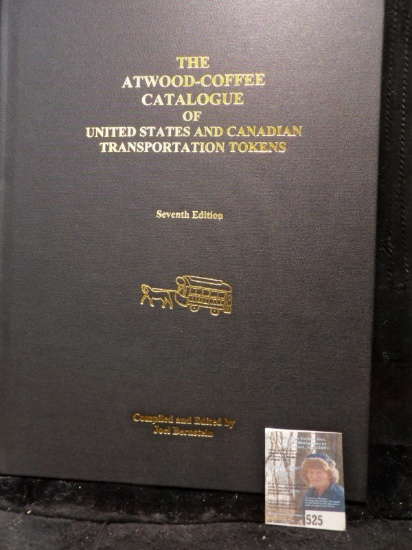 THE
ATWOOD-COFFEE
CATALOGUE
OF
UNITED STATES AND CANADIAN
TRANSPORTATION TOKENS
Seventh Edition
Compiled and Edited by
Joel Bernstein
525